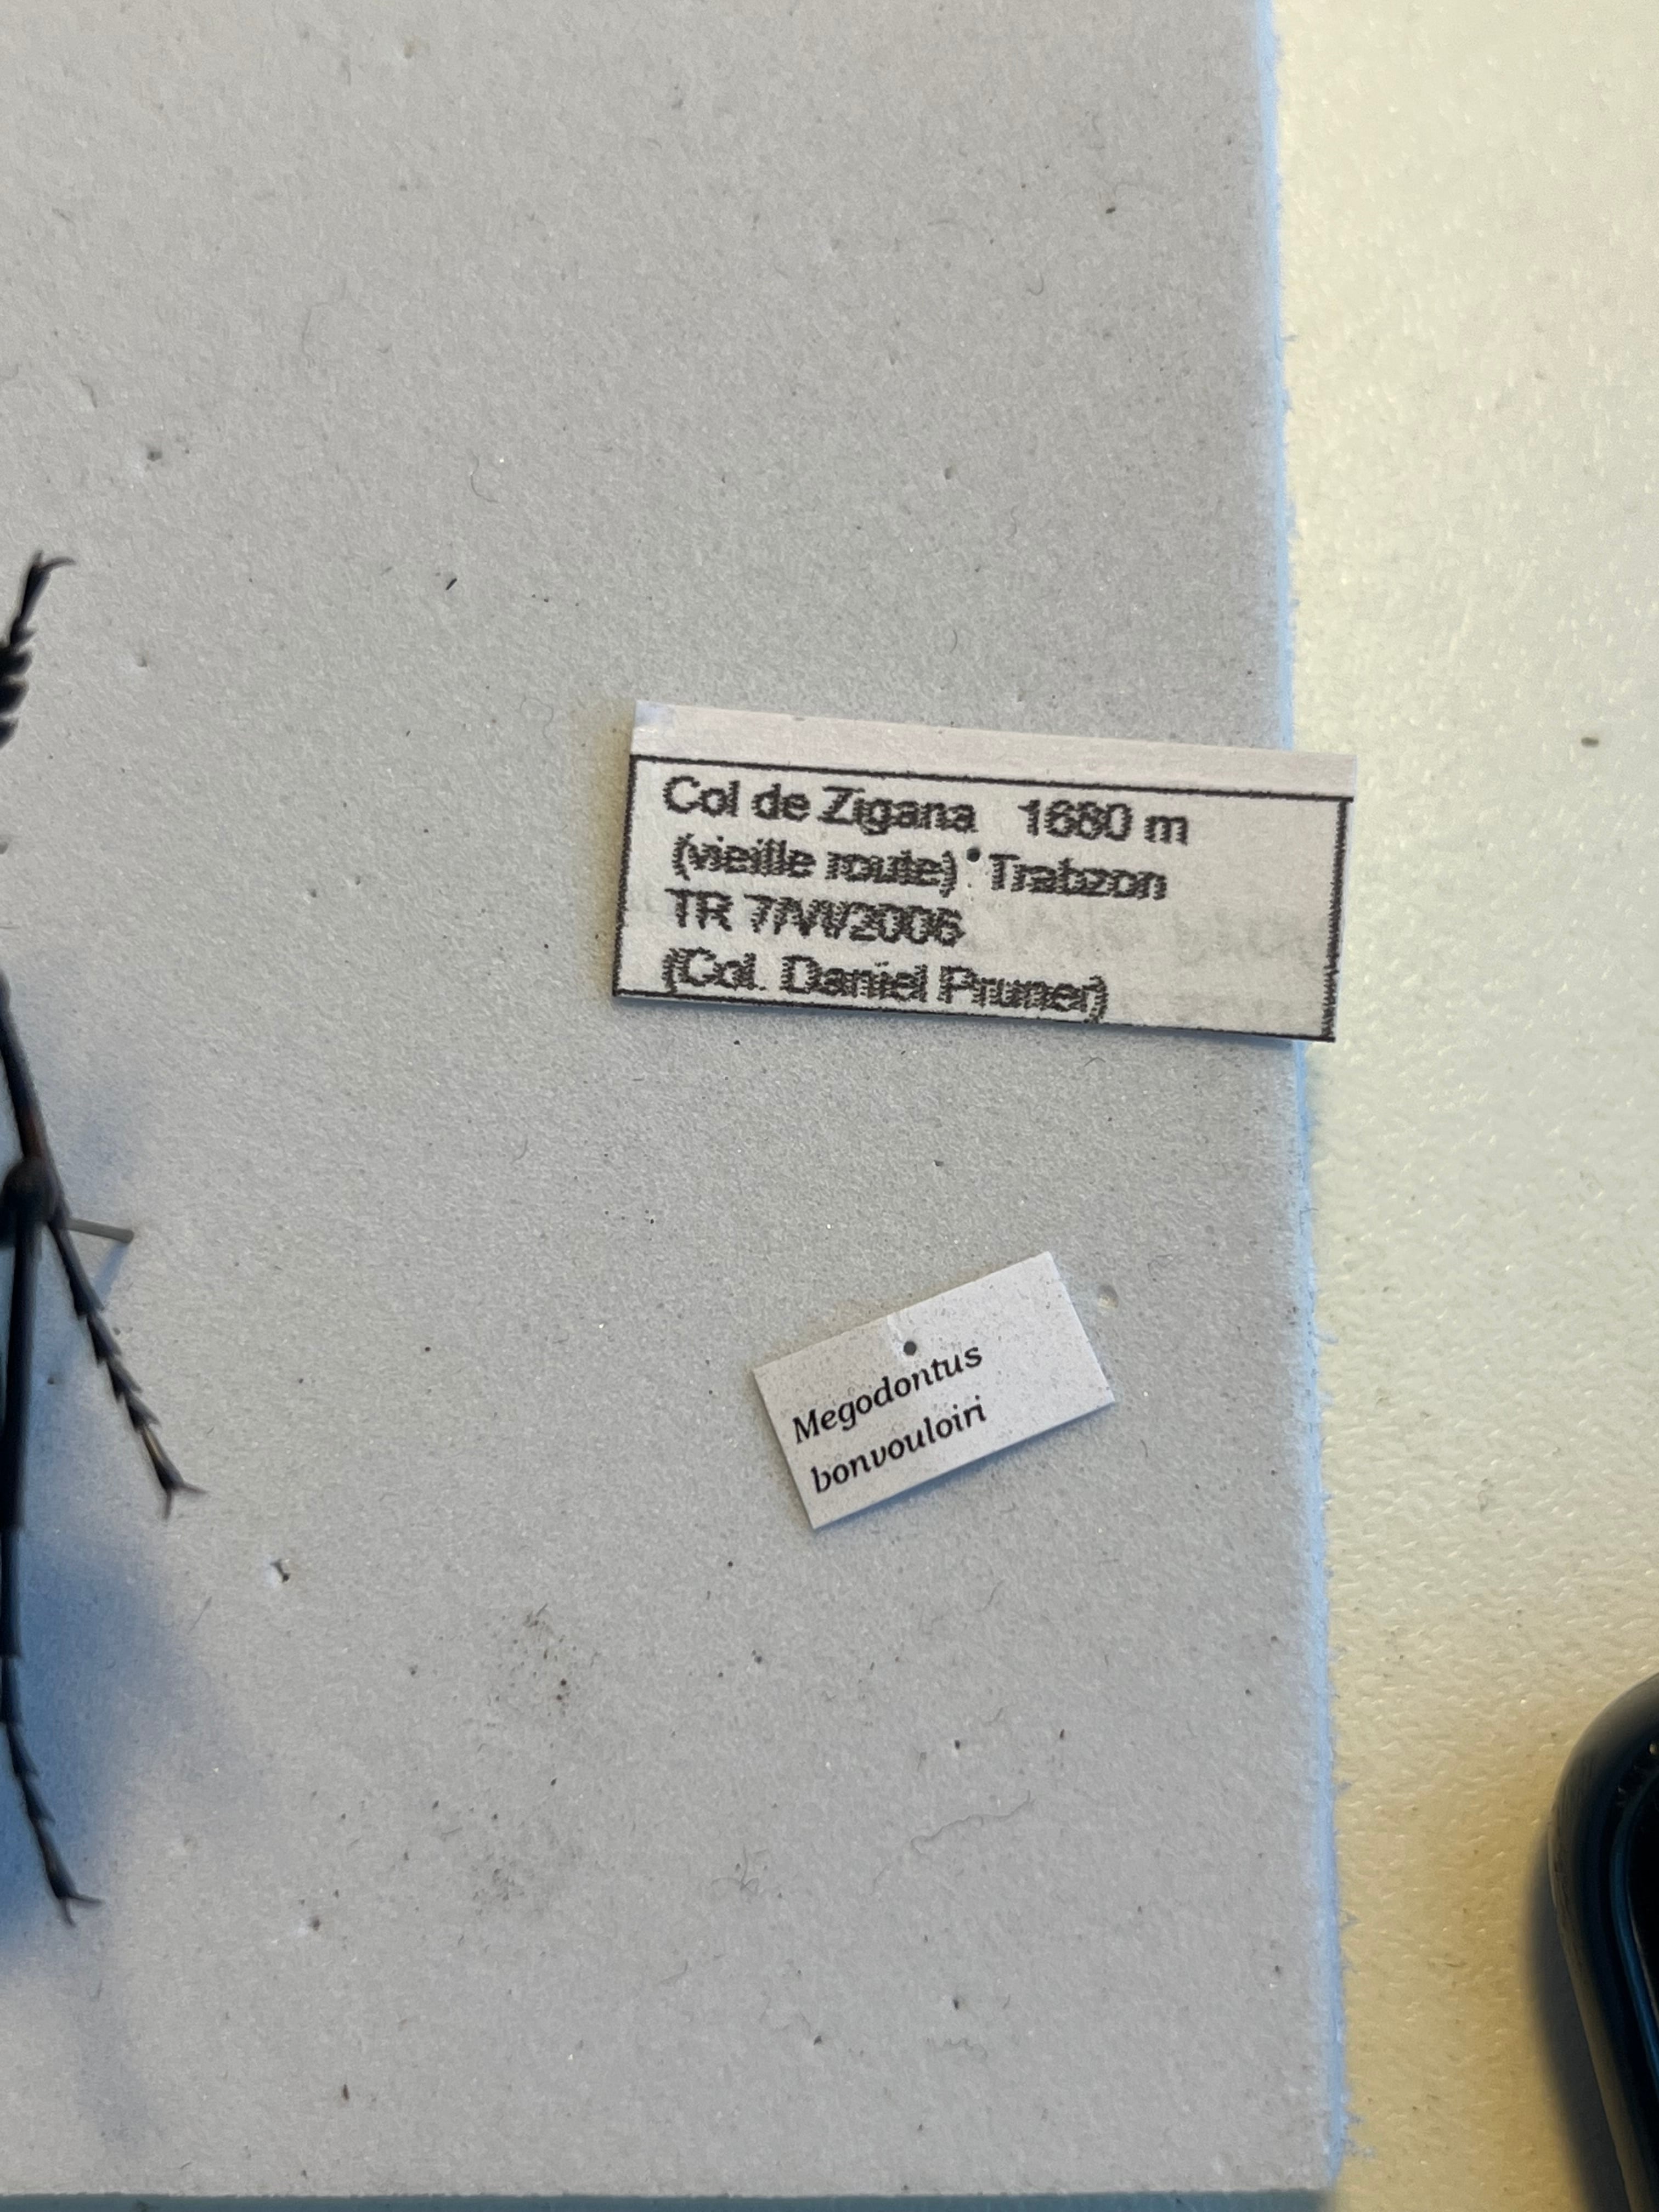 Col de Zigana 1680 m
(vieille route) Trabzon
TR 7/VI/2006
(Col. Daniel Pruner)
Megodontus
bonvouloiri